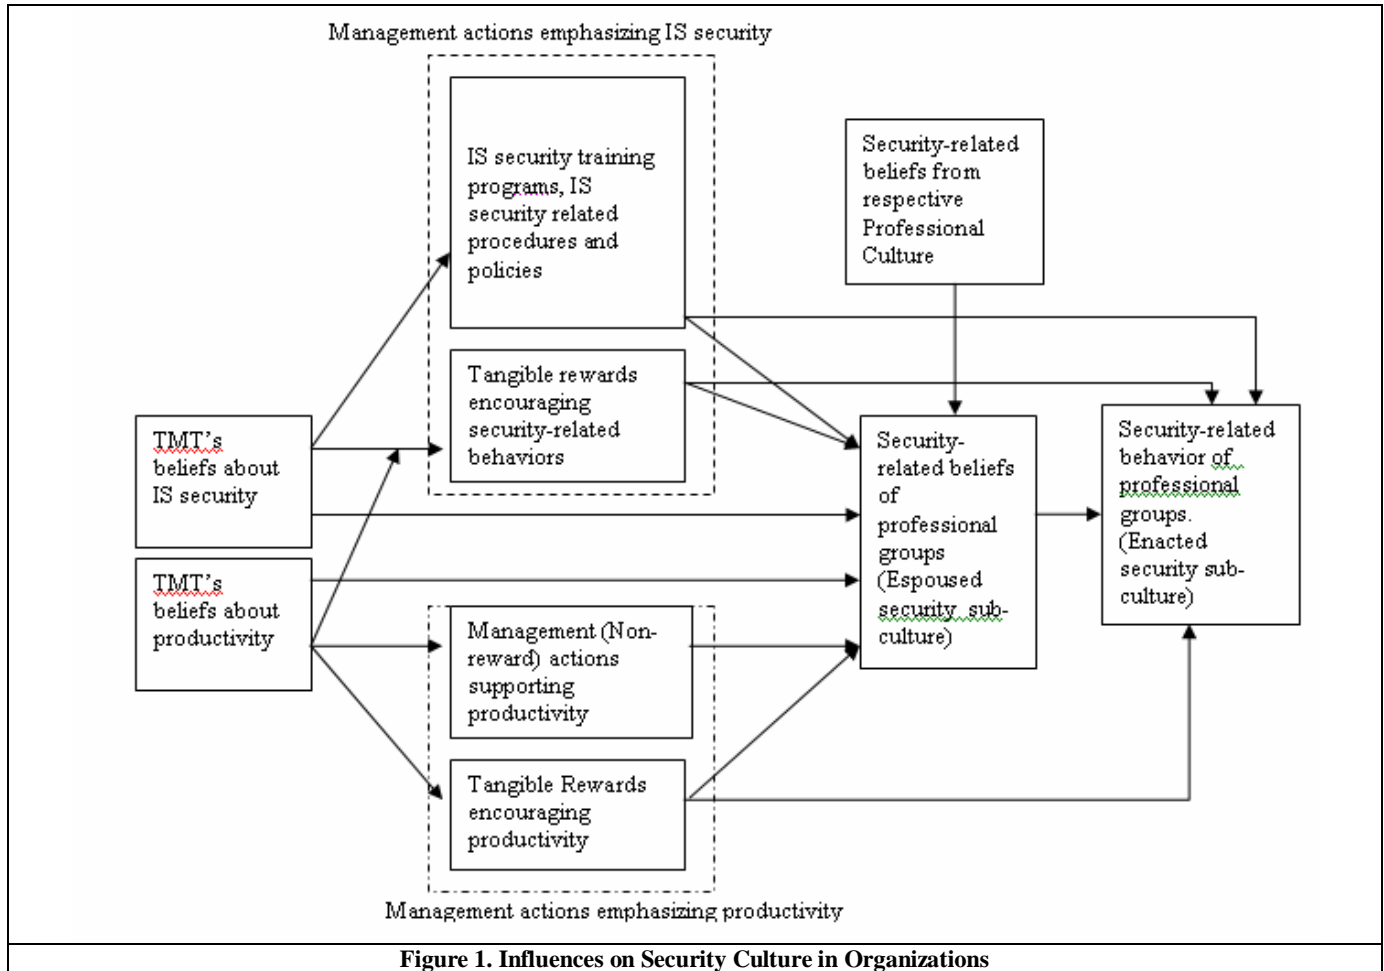 Management actions emphasizing IS security
IS security training
programs, IS
security related
procedures and
policies
Security-related
beliefs from
respective
Professional
Culture
Tangible rewards
encouraging
security-related
behaviors
TMT's
beliefs about
IS security
Security-
related beliefs
of
professional
groups
(Espoused
security sub-
culture)
Security-related
behavior of
professional
groups.
(Enacted
security sub-
culture)
TMT's
beliefs about
productivity
Management (Non-
reward) actions
supporting
productivity
Tangible Rewards
encouraging
productivity
Management actions emphasizing productivity
Figure 1. Influences on Security Culture in Organizations